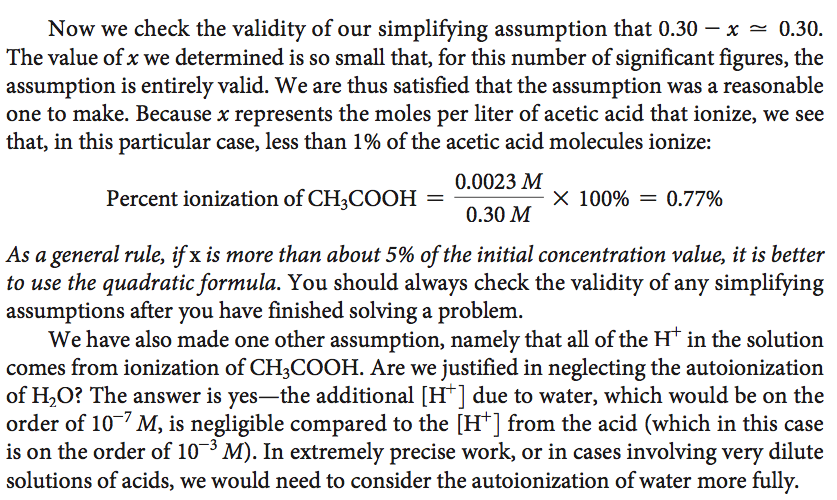 Now we check the validity of our simplifying assumption that 0.30 − x ≃ 0.30.
The value of x we determined is so small that, for this number of significant figures, the
assumption is entirely valid. We are thus satisfied that the assumption was a reasonable
one to make. Because x represents the moles per liter of acetic acid that ionize, we see
that, in this particular case, less than 1% of the acetic acid molecules ionize:
Percent ionization of CH₃COOH = 0.0023 M / 0.30 M × 100% = 0.77%
As a general rule, if x is more than about 5% of the initial concentration value, it is better
to use the quadratic formula. You should always check the validity of any simplifying
assumptions after you have finished solving a problem.
We have also made one other assumption, namely that all of the H⁺ in the solution
comes from ionization of CH₃COOH. Are we justified in neglecting the autoionization
of H₂O? The answer is yes—the additional [H⁺] due to water, which would be on the
order of 10⁻⁷ M, is negligible compared to the [H⁺] from the acid (which in this case
is on the order of 10⁻³ M). In extremely precise work, or in cases involving very dilute
solutions of acids, we would need to consider the autoionization of water more fully.